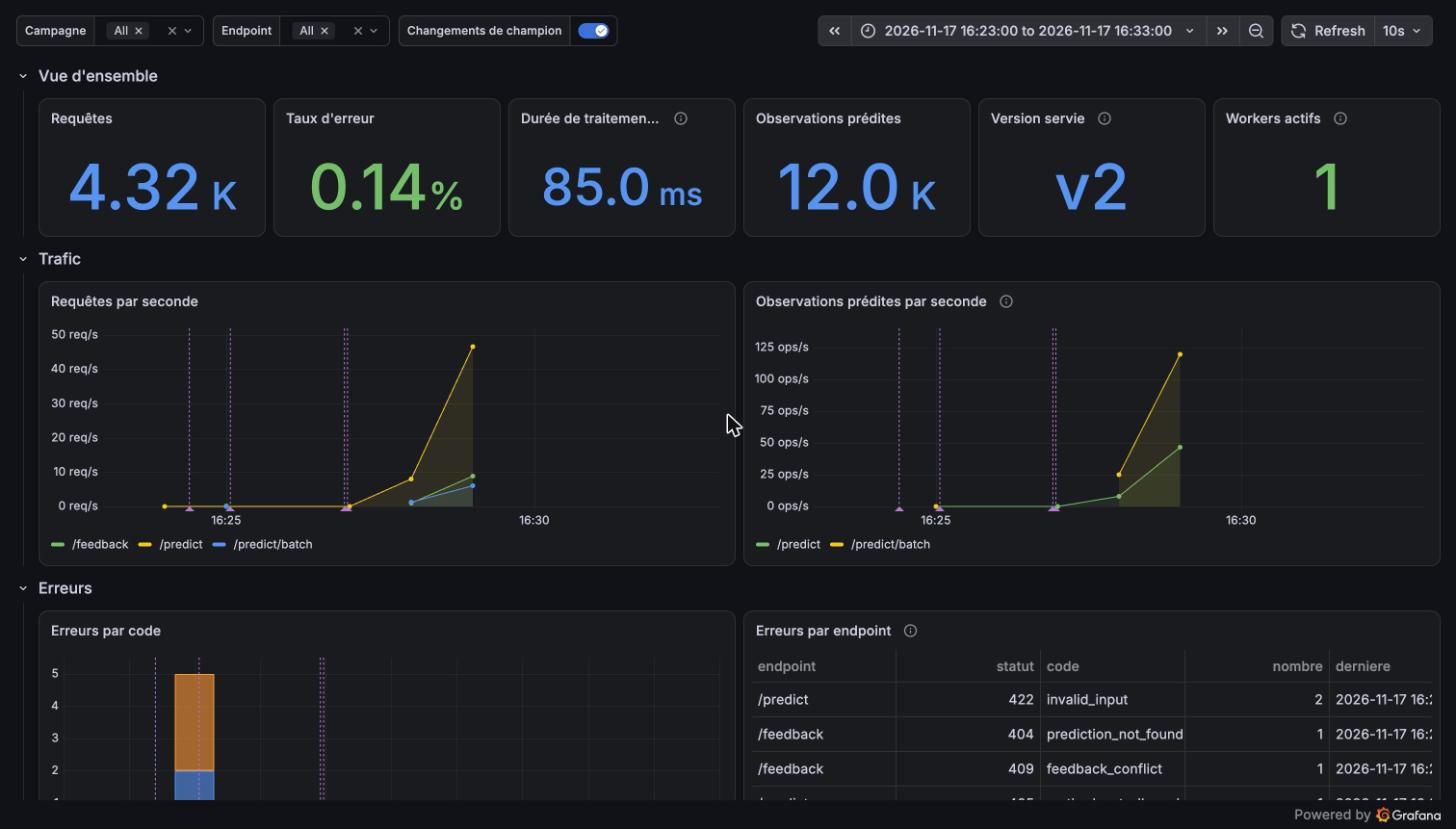 Campagne All Endpoint All Changements de champion 2026-11-17 16:23:00 to 2026-11-17 16:33:00 Refresh 10s
Vue d'ensemble
Requêtes Taux d'erreur Durée de traitemen... Observations prédites Version servie Workers actifs
4.32 K 0.14% 85.0 ms 12.0 K v2 1
Trafic
Requêtes par seconde
50 req/s
40 req/s
30 req/s
20 req/s
10 req/s
0 req/s
16:25 16:30
/feedback /predict /predict/batch
Observations prédites par seconde
125 ops/s
100 ops/s
75 ops/s
50 ops/s
25 ops/s
0 ops/s
16:25 16:30
/predict /predict/batch
Erreurs
Erreurs par code
5
4
3
2
Erreurs par endpoint
endpoint statut code nombre derniere
/predict 422 invalid_input 2 2026-11-17 16:2
/feedback 404 prediction_not_found 1 2026-11-17 16:2
/feedback 409 feedback_conflict 1 2026-11-17 16:2
Powered by Grafana